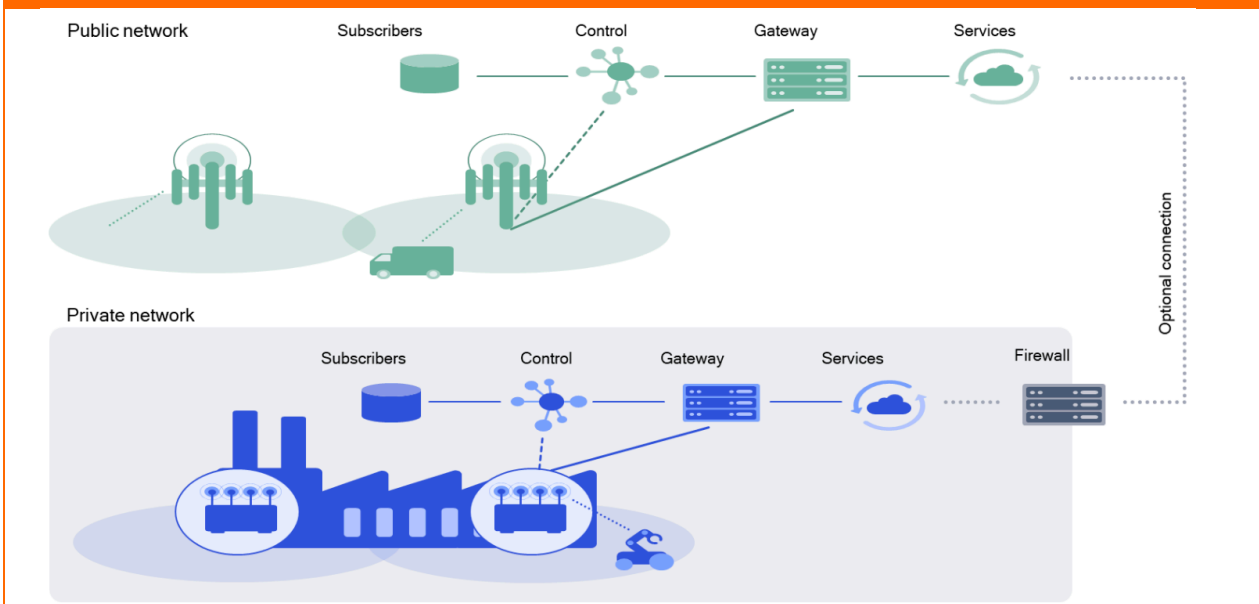 Public network
Subscribers
Control
Gateway
Services
Optional connection
Private network
Subscribers
Control
Gateway
Services
Firewall